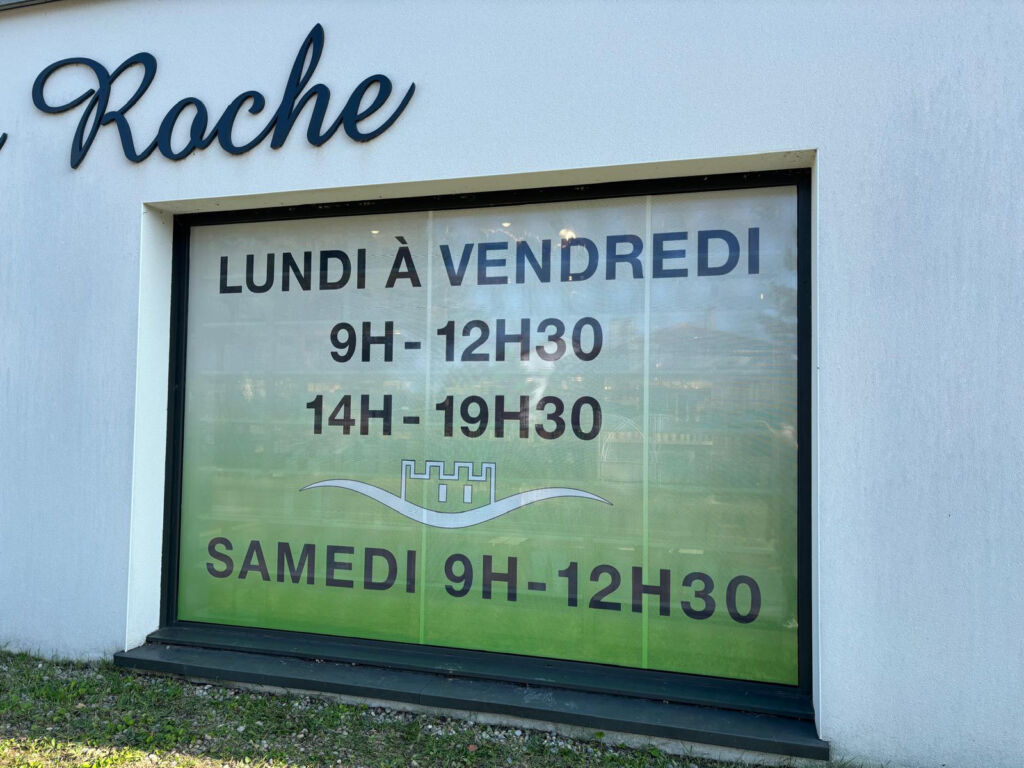 Roche
LUNDI À VENDREDI
9H - 12H30
14H - 19H30
SAMEDI 9H - 12H30